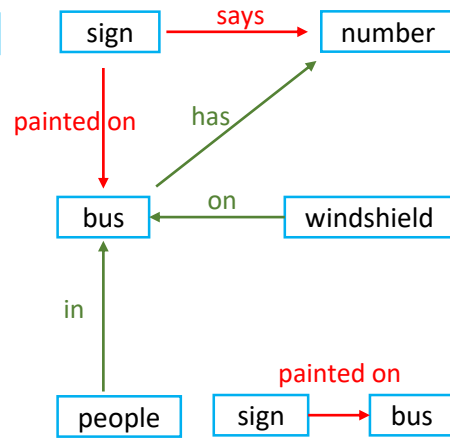 says
sign
number
painted on
has
bus
on
windshield
in
painted on
people
sign
bus